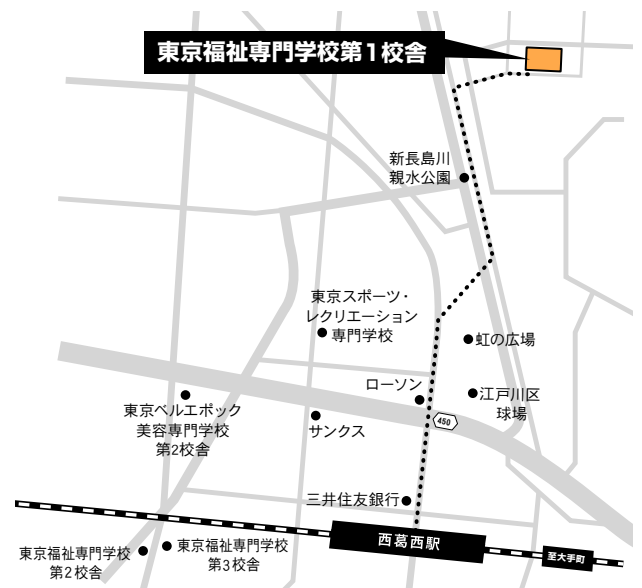 東京福祉専門学校第1校舎
新長島川
親水公園
東京スポーツ・
レクリエーション
専門学校
虹の広場
ローソン
江戸川区
球場
東京ベルエポック
美容専門学校
第2校舎
サンクス
450
三井住友銀行
西葛西駅
至大手町
東京福祉専門学校
第2校舎
東京福祉専門学校
第3校舎